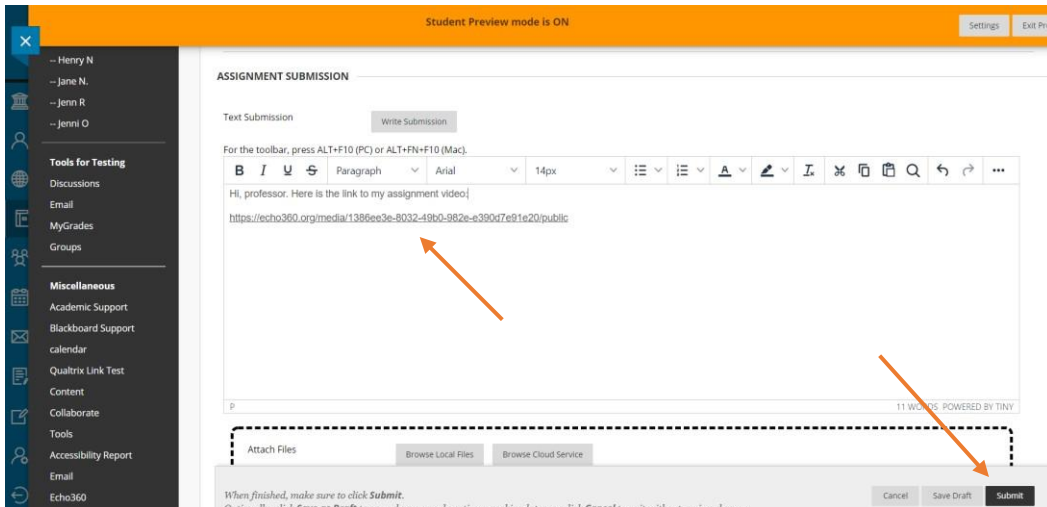 Student Preview mode is ON
Settings
Exit Pr
-- Henry N
-- Jane N.
-- Jenn R
-- Jenni O
Tools for Testing
Discussions
Email
MyGrades
Groups
Miscellaneous
Academic Support
Blackboard Support
calendar
Qualtrix Link Test
Content
Collaborate
Tools
Accessibility Report
Email
Echo360
ASSIGNMENT SUBMISSION
Text Submission
Write Submission
For the toolbar, press ALT+F10 (PC) or ALT+FN+F10 (Mac).
B I U S Paragraph Arial 14px A
Hi, professor. Here is the link to my assignment video:
https://echo360.org/media/1386ee3e-8032-49b0-982e-e390d7e91e20/public
P
11 WORDS POWERED BY TINY
Attach Files
Browse Local Files
Browse Cloud Service
When finished, make sure to click Submit.
Cancel
Save Draft
Submit